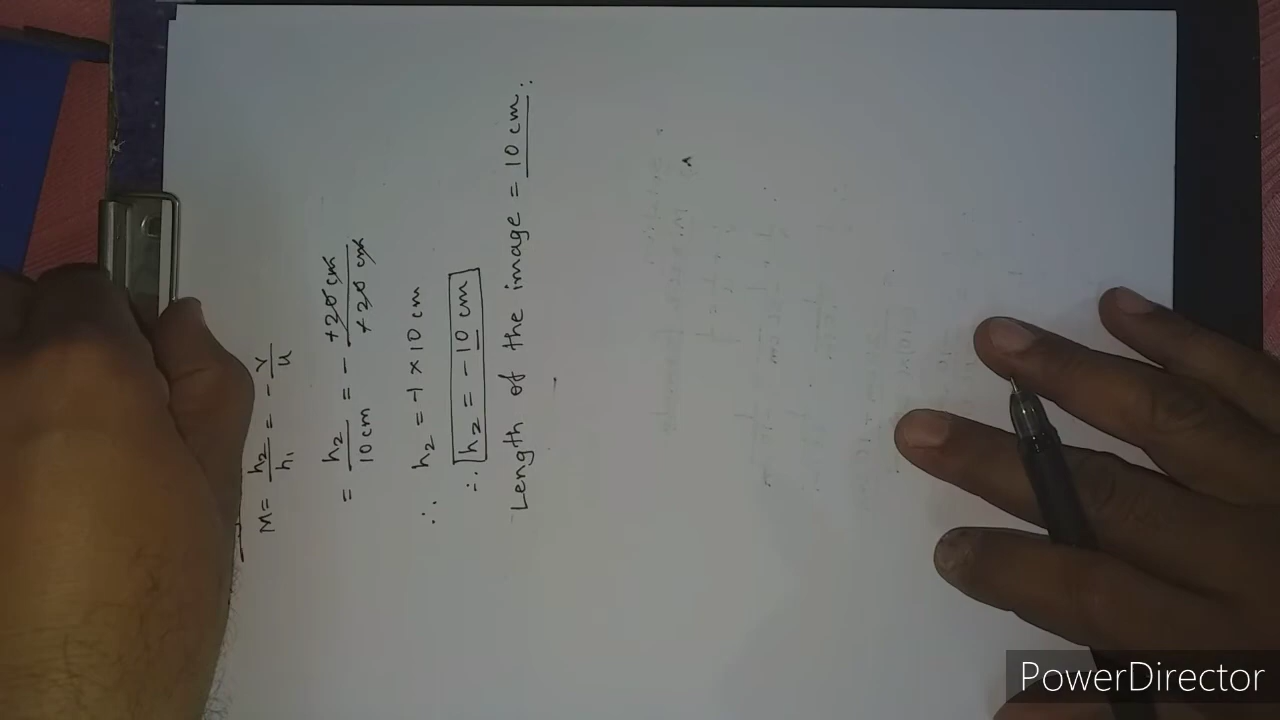 M = h₂/h₁ = - v/u
= h₂/10 cm = - +20 cm/+20 cm
∴ h₂ = -1 × 10 cm
∴ h₂ = -10 cm
Length of the image = 10 cm.
PowerDirector